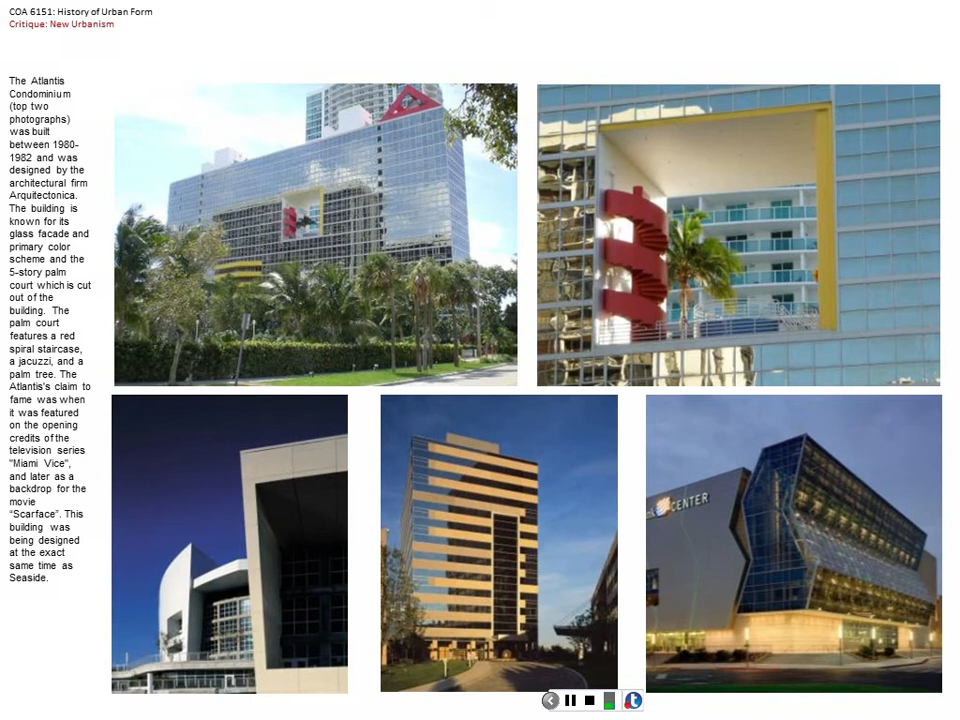 COA 6151: History of Urban Form
Critique: New Urbanism
The Atlantis
Condominium
(top two
photographs)
was built
between 1980-
1982 and was
designed by the
architectural firm
Arquitectonica.
The building is
known for its
glass facade and
primary color
scheme and the
5-story palm
court which is cut
out of the
building. The
palm court
features a red
spiral staircase,
a jacuzzi, and a
palm tree. The
Atlantis's claim to
fame was when
it was featured
on the opening
credits of the
television series
"Miami Vice",
and later as a
backdrop for the
movie
“Scarface”. This
building was
being designed
at the exact
same time as
Seaside.
CENTER